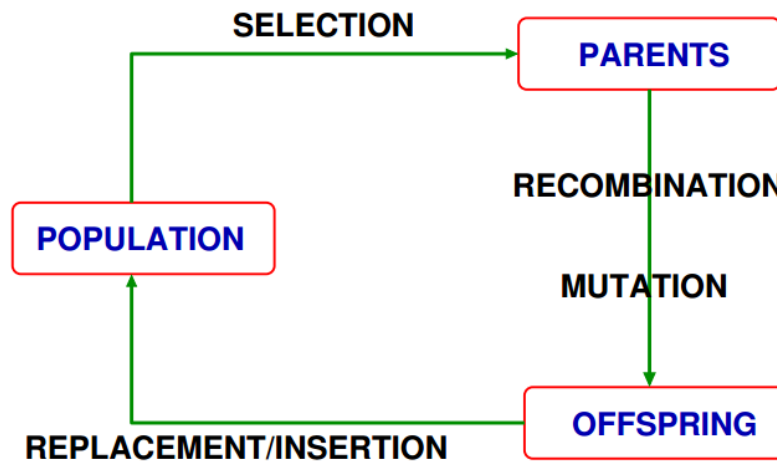 SELECTION
PARENTS
RECOMBINATION
POPULATION
MUTATION
OFFSPRING
REPLACEMENT/INSERTION